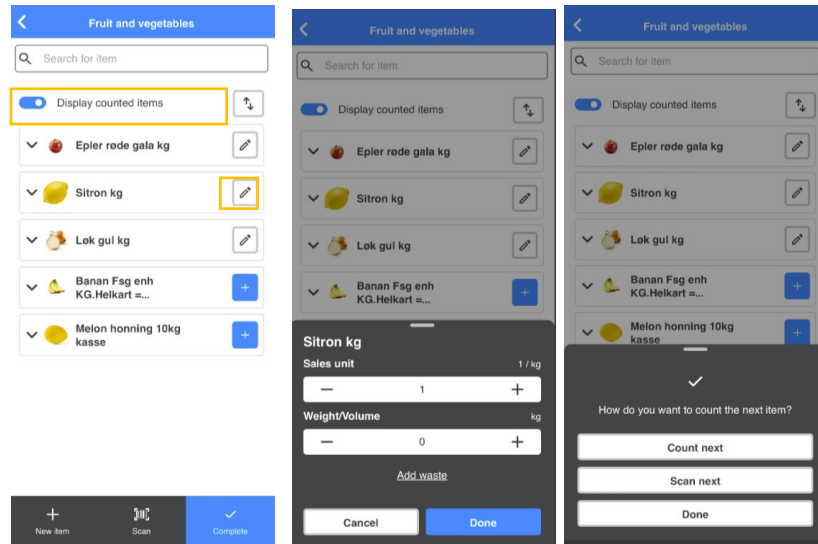 Fruit and vegetables
Search for item
Display counted items
Epler røde gala kg
Sitron kg
Løk gul kg
Banan Fsg enh
KG.Helkart =...
Melon honning 10kg
kasse
New item
Scan
Complete
Fruit and vegetables
Search for item
Display counted items
Epler røde gala kg
Sitron kg
Løk gul kg
Banan Fsg enh
KG.Helkart =...
Sitron kg
Sales unit 1 / kg
1
Weight/Volume kg
0
Add waste
Cancel Done
Fruit and vegetables
Search for item
Display counted items
Epler røde gala kg
Sitron kg
Løk gul kg
Banan Fsg enh
KG.Helkart =...
Melon honning 10kg
kasse
How do you want to count the next item?
Count next
Scan next
Done